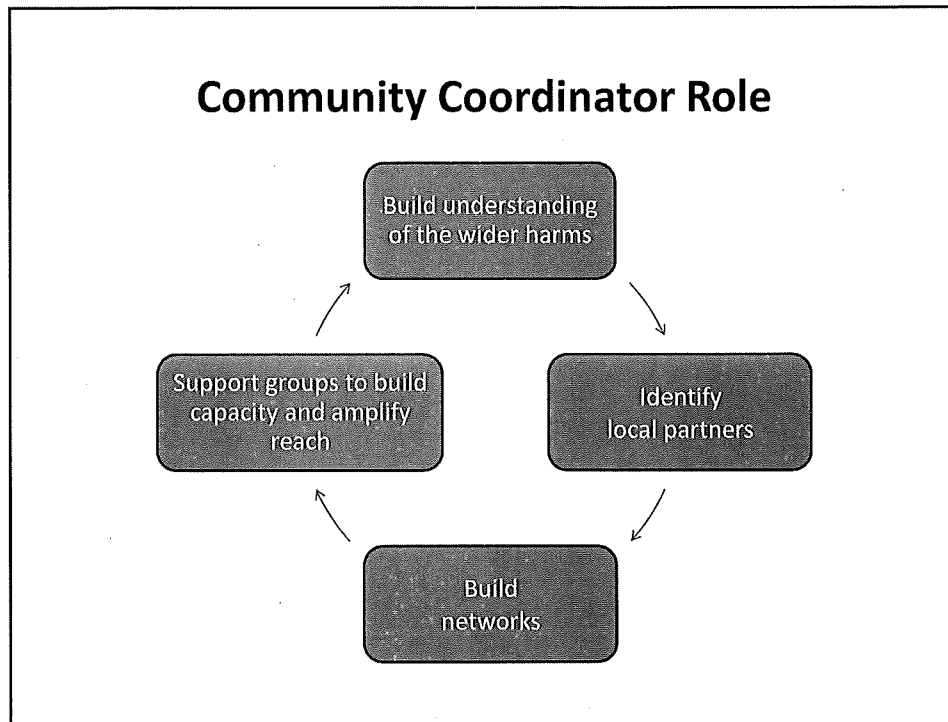 Community Coordinator Role
Build understanding
of the wider harms
Support groups to build
capacity and amplify
reach
Identify
local partners
Build
networks